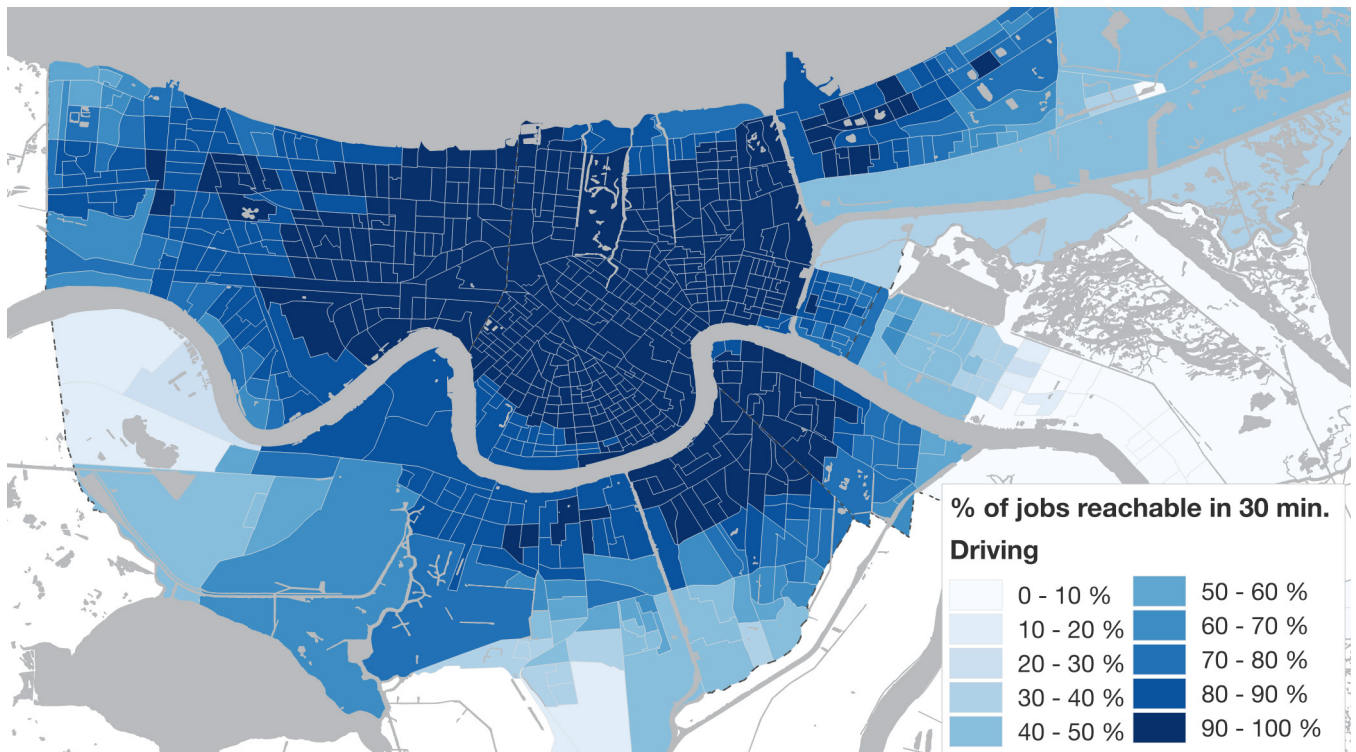 % of jobs reachable in 30 min.
Driving
0 - 10 %
10 - 20 %
20 - 30 %
30 - 40 %
40 - 50 %
50 - 60 %
60 - 70 %
70 - 80 %
80 - 90 %
90 - 100 %